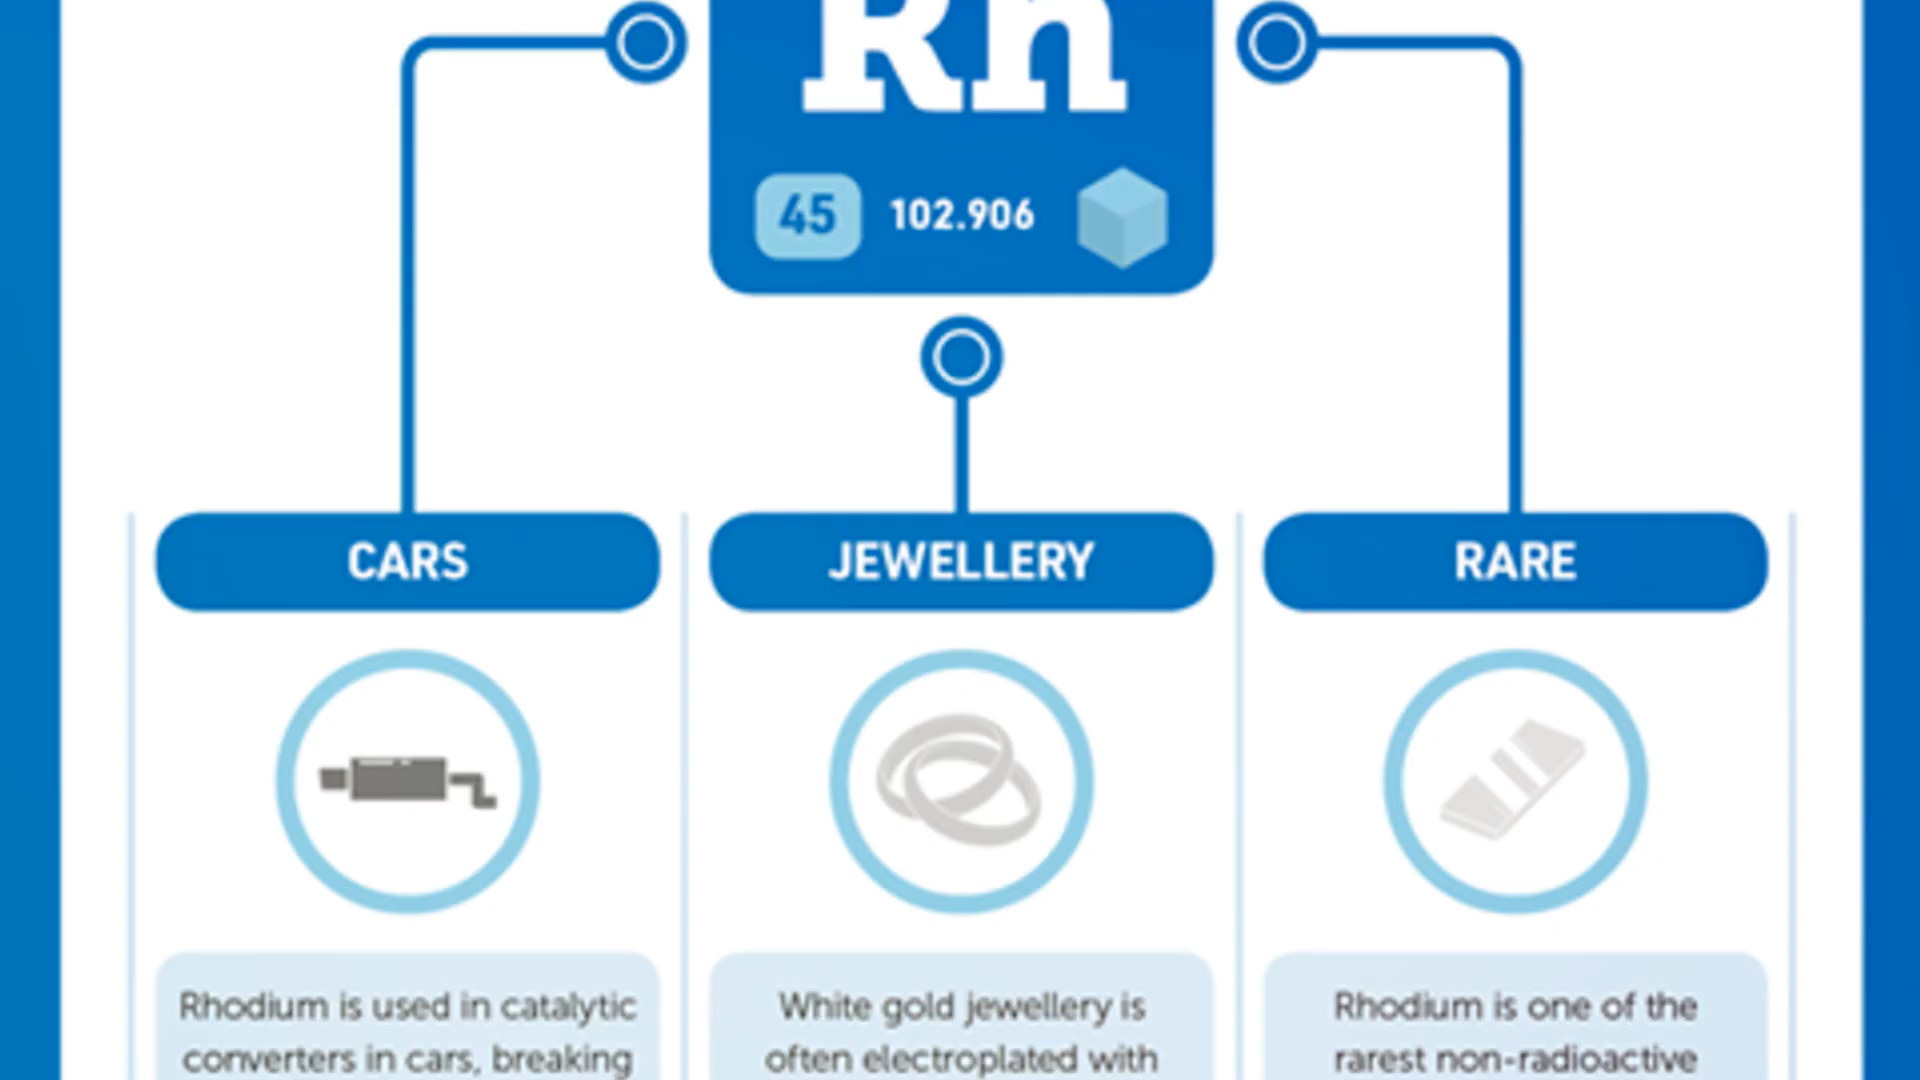 Rh
45 102.906
CARS
JEWELLERY
RARE
Rhodium is used in catalytic
converters in cars, breaking
White gold jewellery is
often electroplated with
Rhodium is one of the
rarest non-radioactive